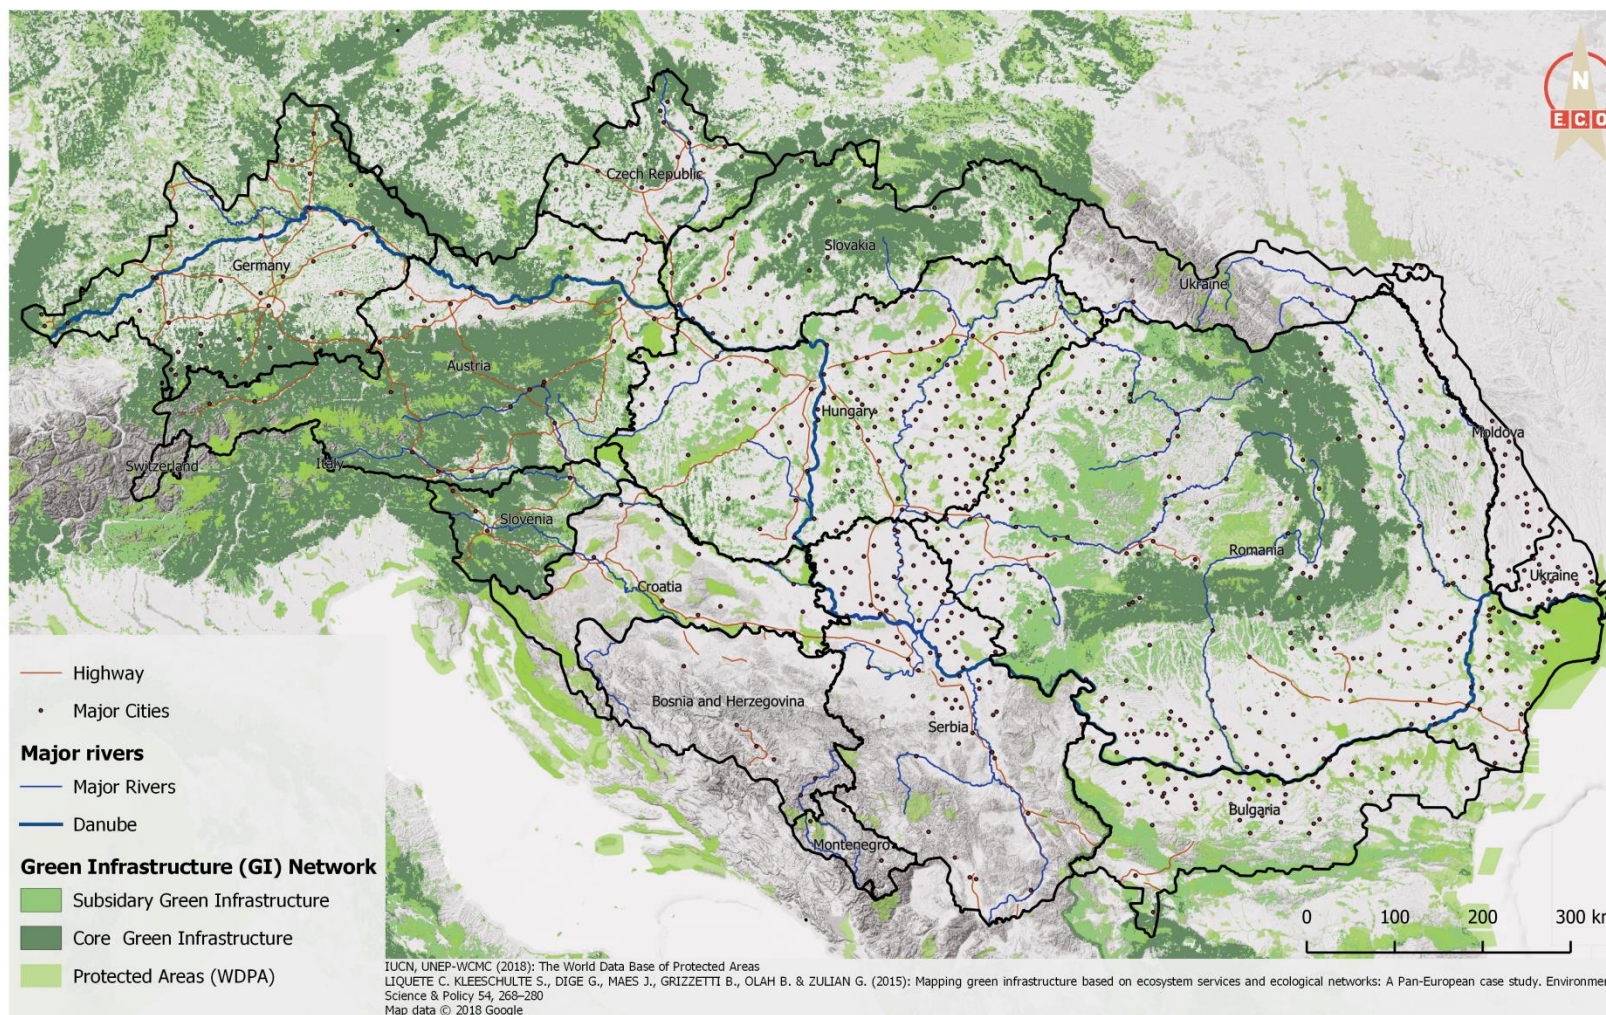 N
E.C.O
Czech Republic
Slovakia
Germany
Ukraine
Austria
Hungary
Moldova
Switzerland
Italy
Slovenia
Romania
Croatia
Ukraine
Bosnia and Herzegovina
Serbia
Bulgaria
Montenegro
Highway
Major Cities
Major rivers
Major Rivers
Danube
Green Infrastructure (GI) Network
Subsidary Green Infrastructure
Core Green Infrastructure
Protected Areas (WDPA)
0 100 200 300 km
IUCN, UNEP-WCMC (2018): The World Data Base of Protected Areas
LIQUETE C. KLEESCHULTE S., DIGE G., MAES J., GRIZZETTI B., OLAH B. & ZULIAN G. (2015): Mapping green infrastructure based on ecosystem services and ecological networks: A Pan-European case study. Environmen
Science & Policy 54, 268–280
Map data © 2018 Google